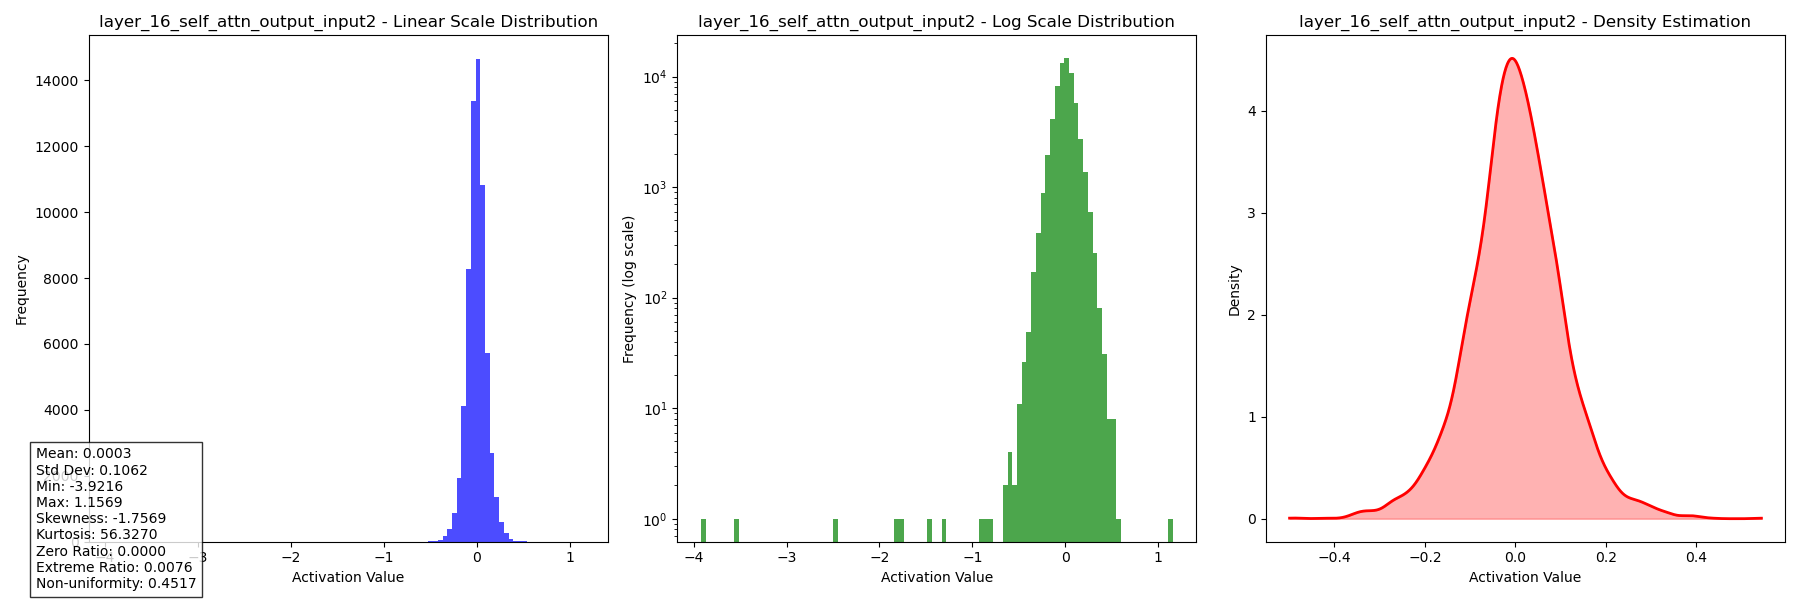 layer_16_self_attn_output_input2 - Linear Scale Distribution
14000
12000
10000
8000
6000
4000
2000
0
Frequency
−4
−3
−2
−1
0
1
Activation Value
Mean: 0.0003
Std Dev: 0.1062
Min: -3.9216
Max: 1.1569
Skewness: -1.7569
Kurtosis: 56.3270
Zero Ratio: 0.0000
Extreme Ratio: 0.0076
Non-uniformity: 0.4517
layer_16_self_attn_output_input2 - Log Scale Distribution
10⁴
10³
10²
10¹
10⁰
Frequency (log scale)
−4
−3
−2
−1
0
1
Activation Value
layer_16_self_attn_output_input2 - Density Estimation
4
3
2
1
0
Density
−0.4
−0.2
0.0
0.2
0.4
Activation Value